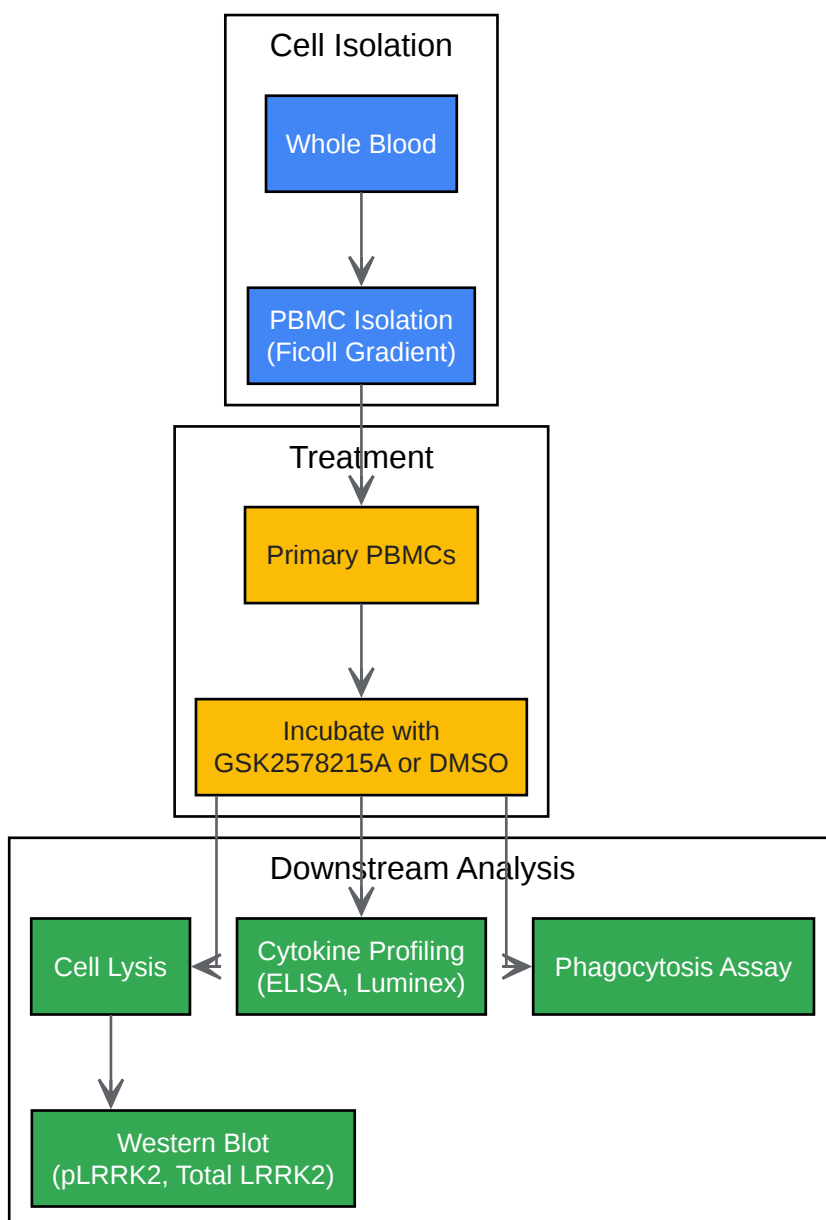 Cell Isolation
Whole Blood
PBMC Isolation
(Ficoll Gradient)
Treatment
Primary PBMCs
Incubate with
GSK2578215A or DMSO
Downstream Analysis
Cell Lysis
Cytokine Profiling
(ELISA, Luminex)
Phagocytosis Assay
Western Blot
(pLRRK2, Total LRRK2)